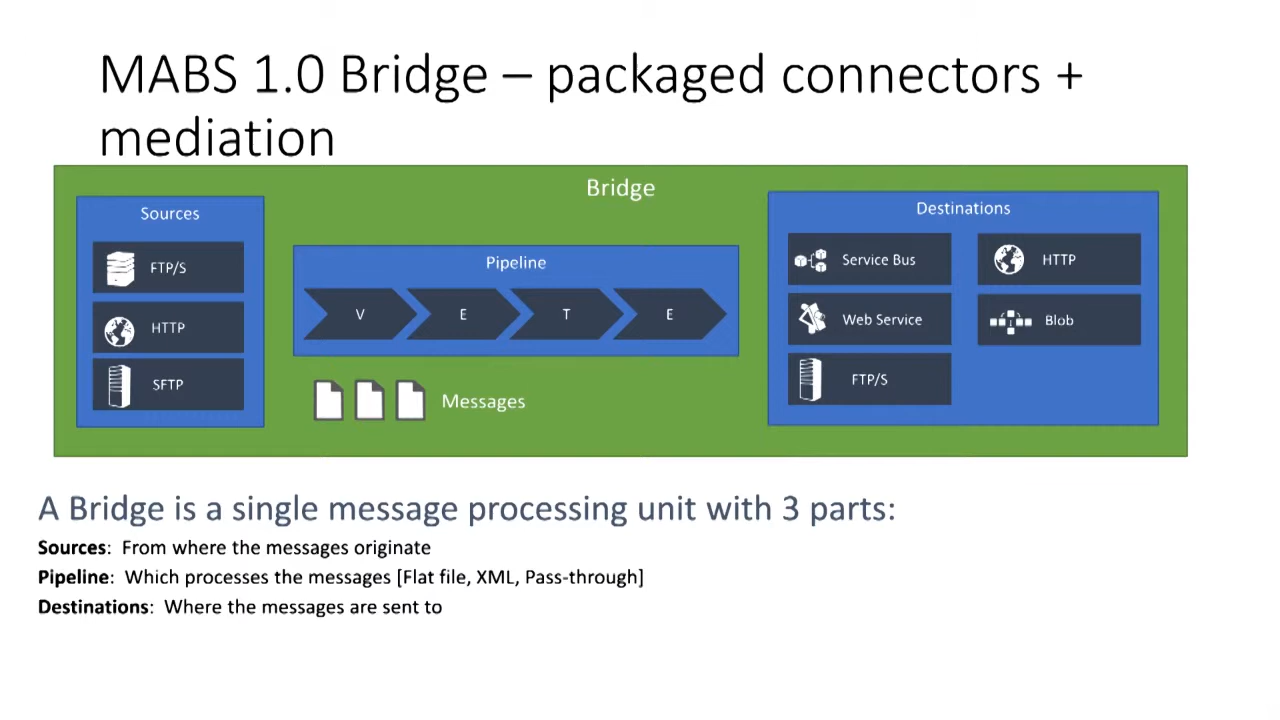 MABS 1.0 Bridge – packaged connectors +
mediation
Bridge
Sources
FTP/S
HTTP
SFTP
Pipeline
V
E
T
E
Messages
Destinations
Service Bus
HTTP
Web Service
Blob
FTP/S
A Bridge is a single message processing unit with 3 parts:
Sources: From where the messages originate
Pipeline: Which processes the messages [Flat file, XML, Pass-through]
Destinations: Where the messages are sent to